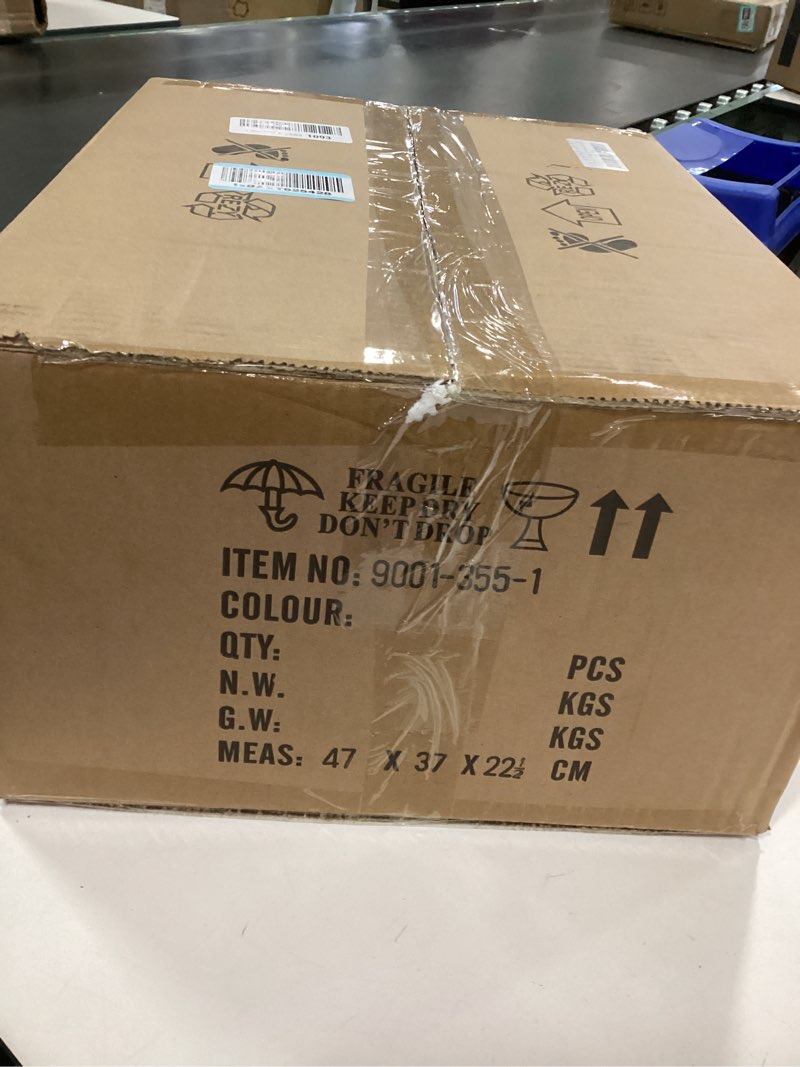 FRAGILE
KEEP DRY
DON'T DROP
ITEM NO: 9001-355-1
COLOUR:
QTY: PCS
N.W. KGS
G.W: KGS
MEAS: 47 X 37 X 22½ CM